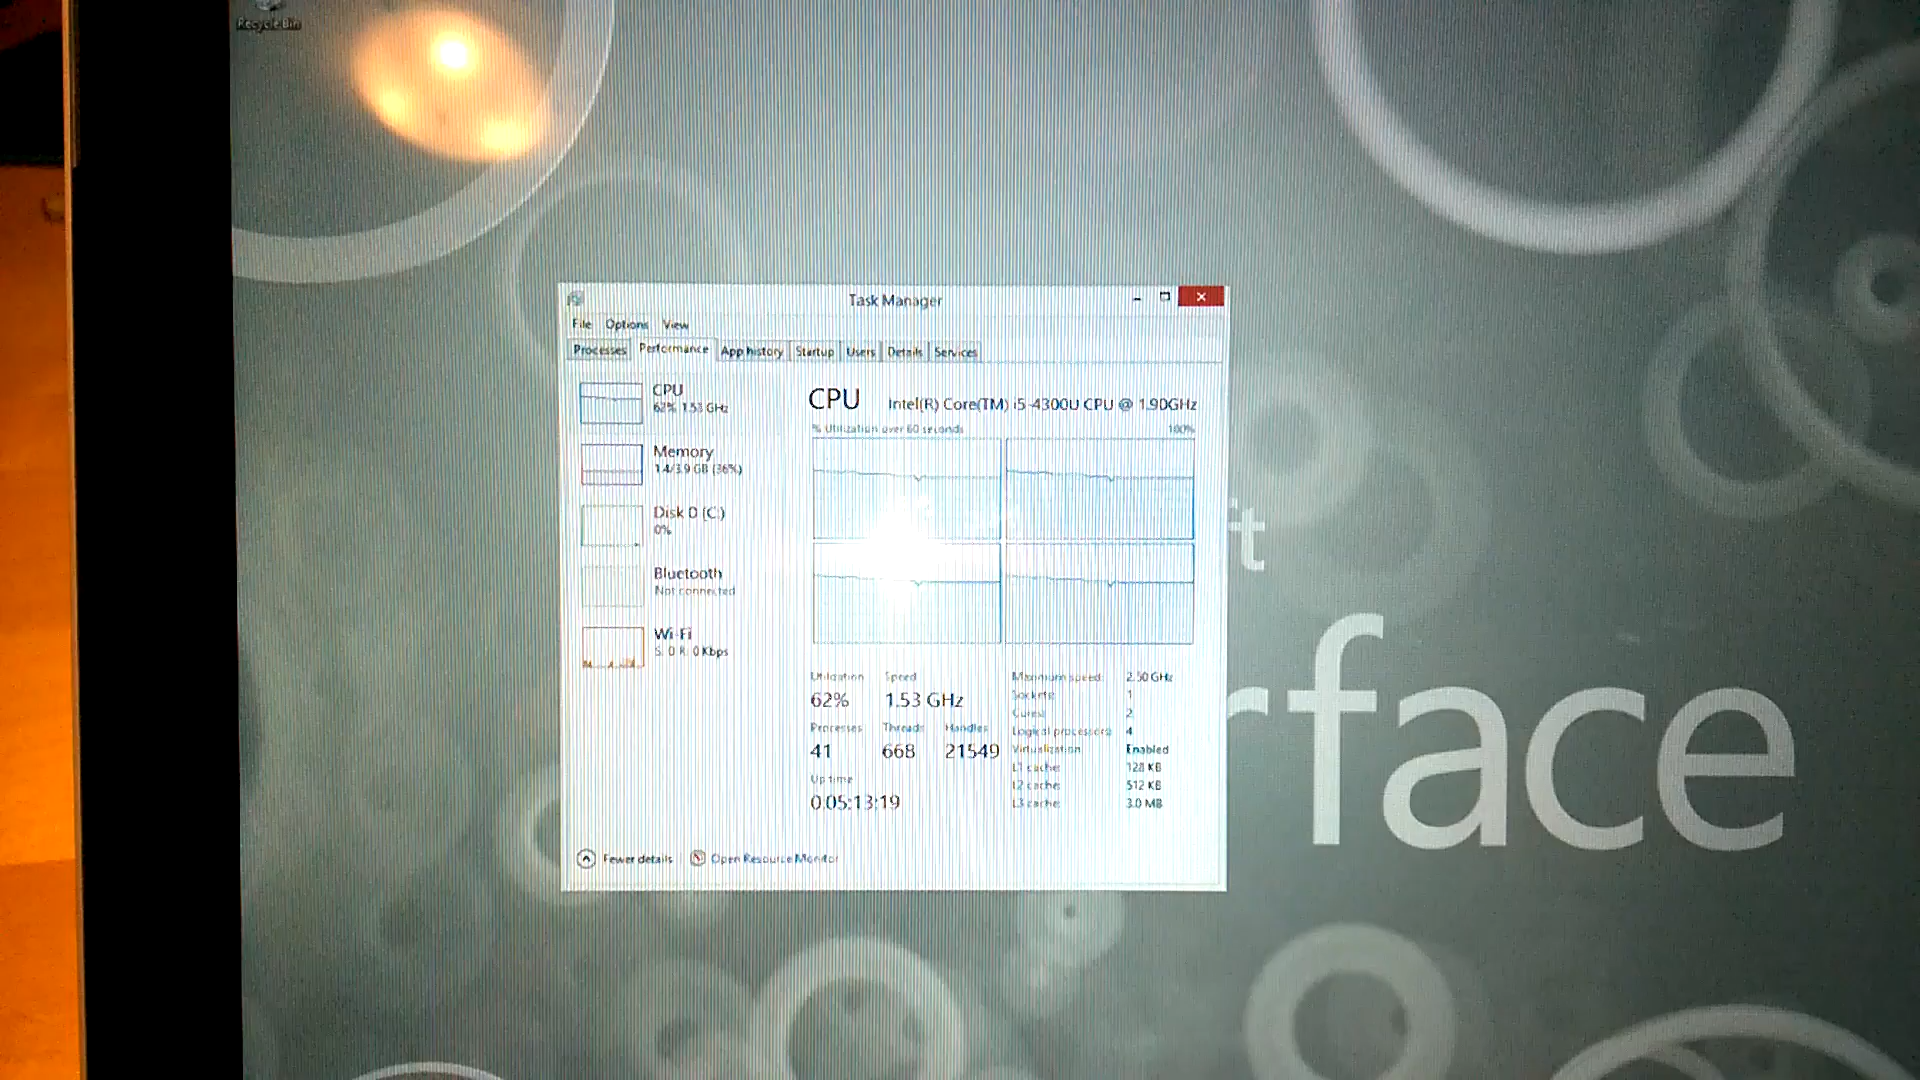 Recycle Bin
Task Manager
File Options View
Processes Performance App history Startup Users Details Services
CPU
62% 1.53 GHz
Memory
1.4/3.9 GB (36%)
Disk 0 (C:)
0%
Bluetooth
Not connected
Wi-Fi
S: 0 R: 0 Kbps
CPU Intel(R) Core(TM) i5-4300U CPU @ 1.90GHz
% Utilization over 60 seconds 100%
Utilization Speed
62% 1.53 GHz
Processes Threads Handles
41 668 21549
Up time
0:05:13:19
Maximum speed: 2.50 GHz
Sockets: 1
Cores: 2
Logical processors: 4
Virtualization: Enabled
L1 cache: 128 KB
L2 cache: 512 KB
L3 cache: 3.0 MB
Fewer details Open Resource Monitor
ft
rface